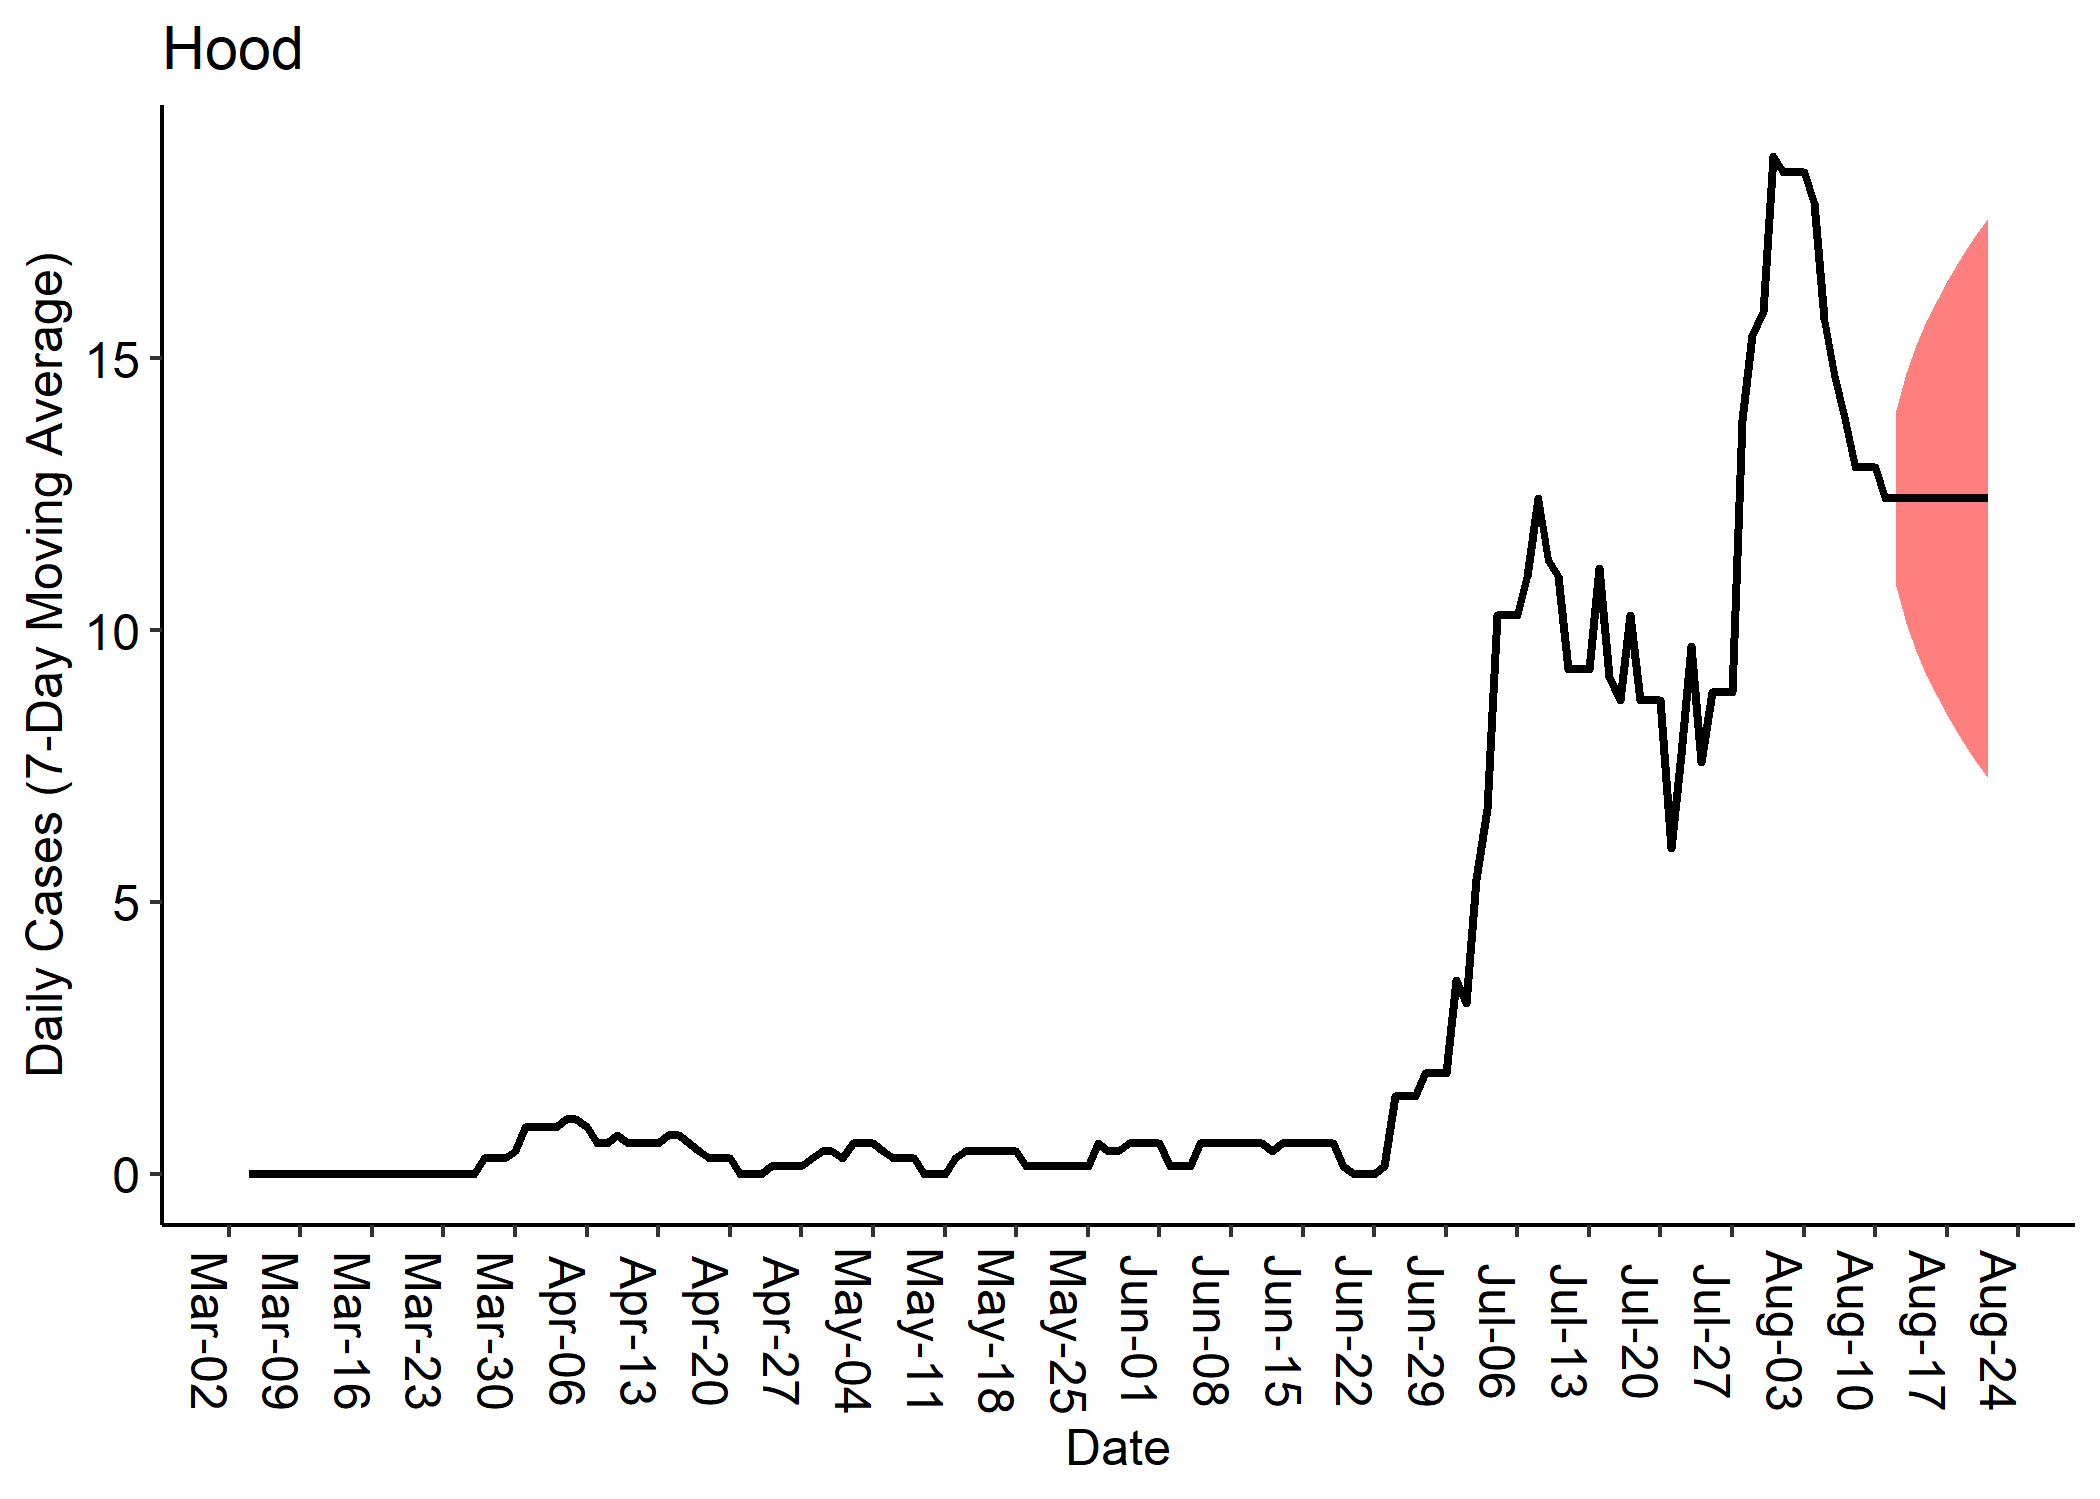 Hood
Daily Cases (7-Day Moving Average)
15
10
5
0
Mar-02
Mar-09
Mar-16
Mar-23
Mar-30
Apr-06
Apr-13
Apr-20
Apr-27
May-04
May-11
May-18
May-25
Jun-01
Jun-08
Jun-15
Jun-22
Jun-29
Jul-06
Jul-13
Jul-20
Jul-27
Aug-03
Aug-10
Aug-17
Aug-24
Date